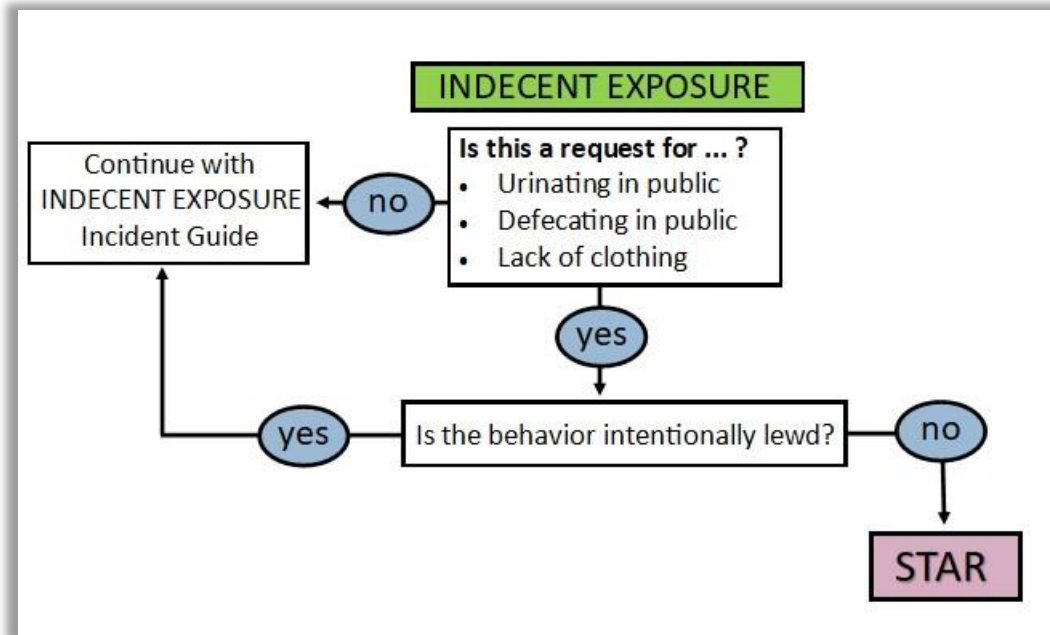 INDECENT EXPOSURE
Is this a request for ... ?
• Urinating in public
• Defecating in public
• Lack of clothing
no
Continue with
INDECENT EXPOSURE
Incident Guide
yes
Is the behavior intentionally lewd?
yes
no
STAR